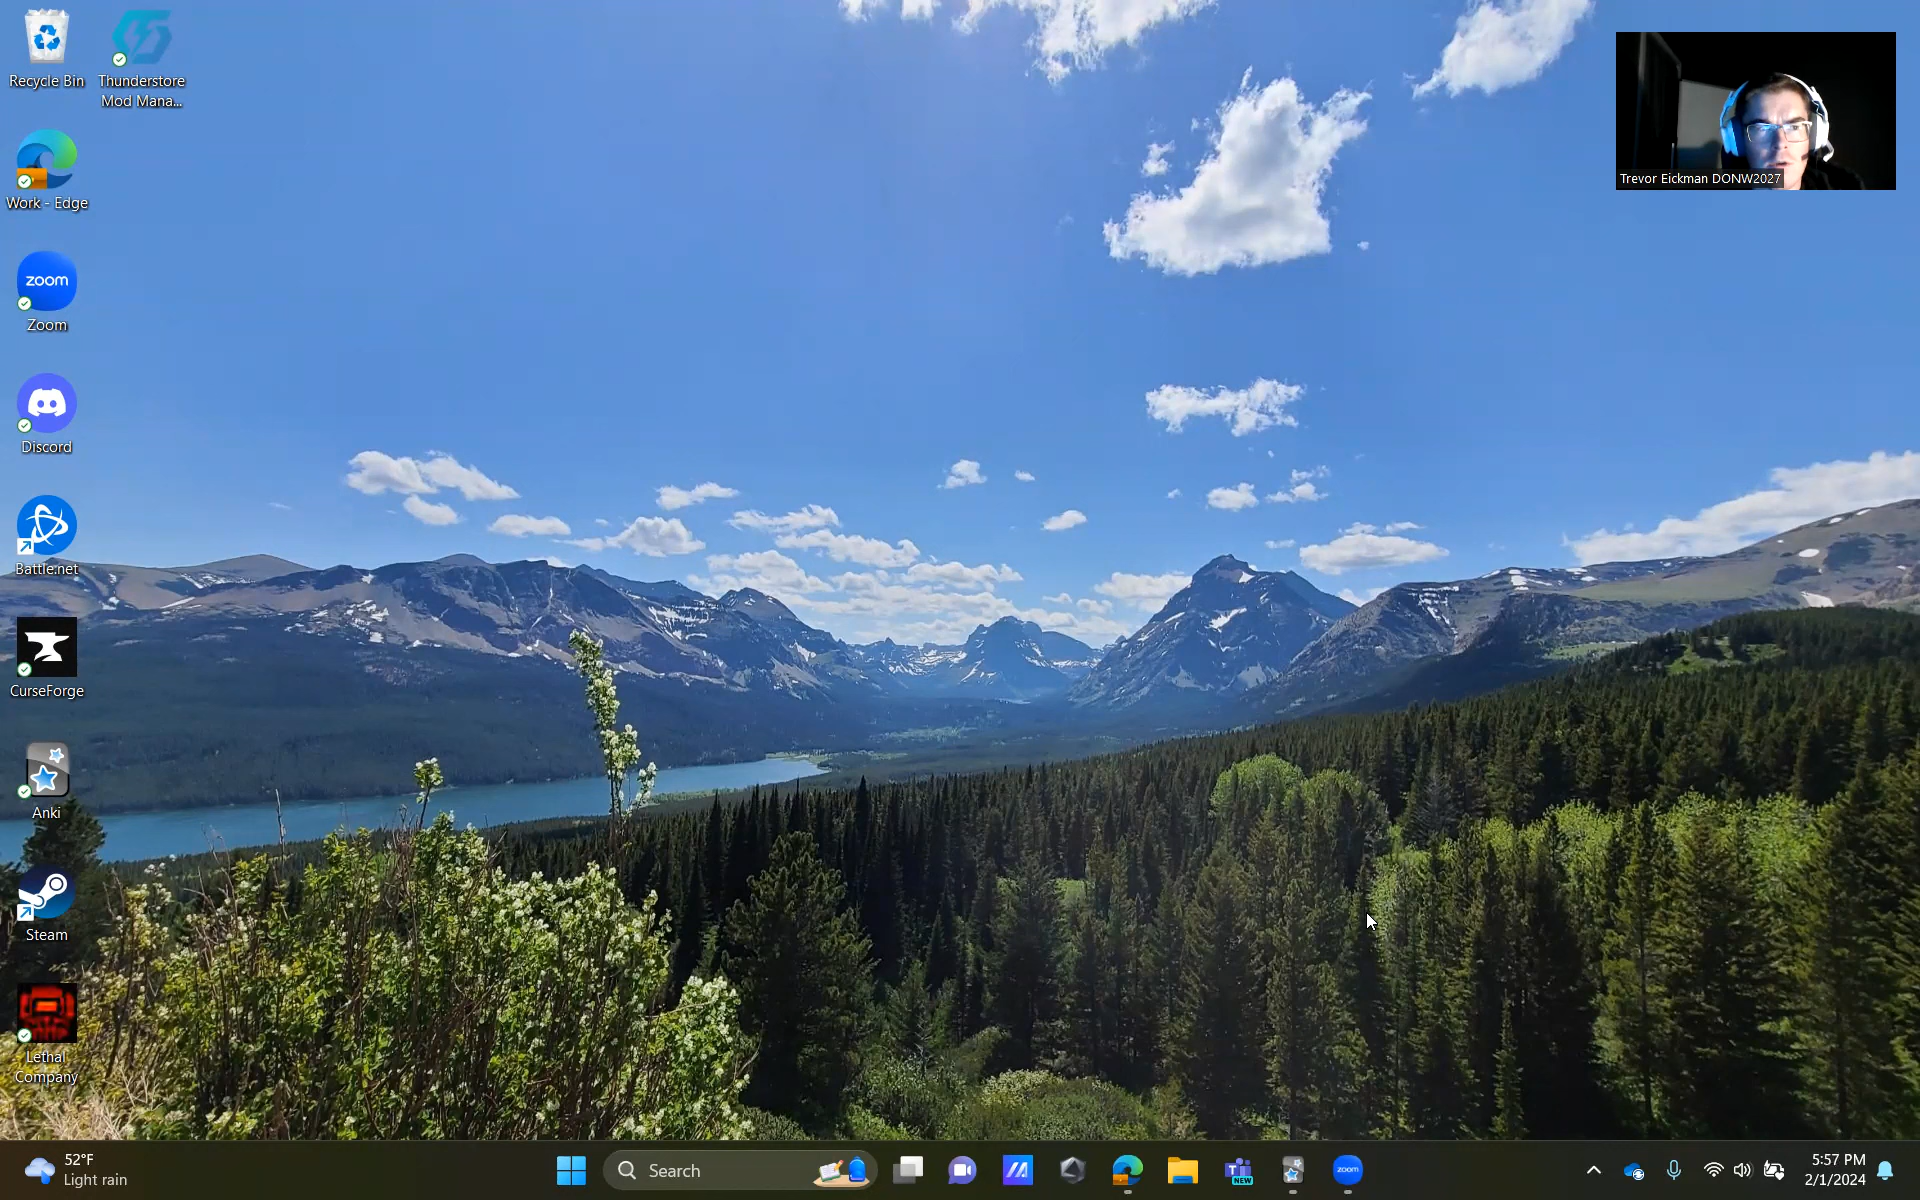 Recycle Bin
Thunderstore
Mod Mana...
Trevor Eickman DONW2027
Work - Edge
zoom
Zoom
Discord
Battle.net
CurseForge
Anki
Steam
Lethal
Company
52°F
Light rain
Search
NEW
zoom
5:57 PM
2/1/2024